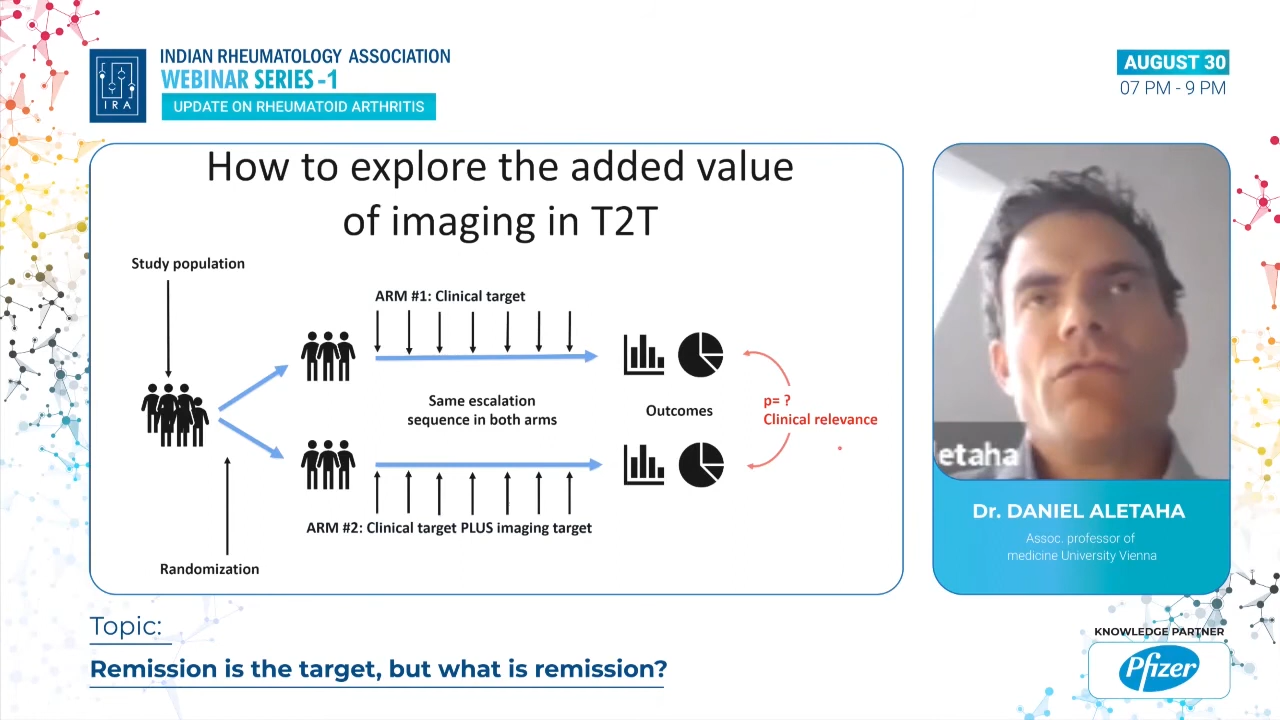 INDIAN RHEUMATOLOGY ASSOCIATION
WEBINAR SERIES -1
UPDATE ON RHEUMATOID ARTHRITIS
IRA
AUGUST 30
07 PM - 9 PM
How to explore the added value
of imaging in T2T
Study population
ARM #1: Clinical target
Same escalation
sequence in both arms
Outcomes
p= ?
Clinical relevance
ARM #2: Clinical target PLUS imaging target
Randomization
etaha
Dr. DANIEL ALETAHA
Assoc. professor of
medicine University Vienna
Topic:
Remission is the target, but what is remission?
KNOWLEDGE PARTNER
Pfizer